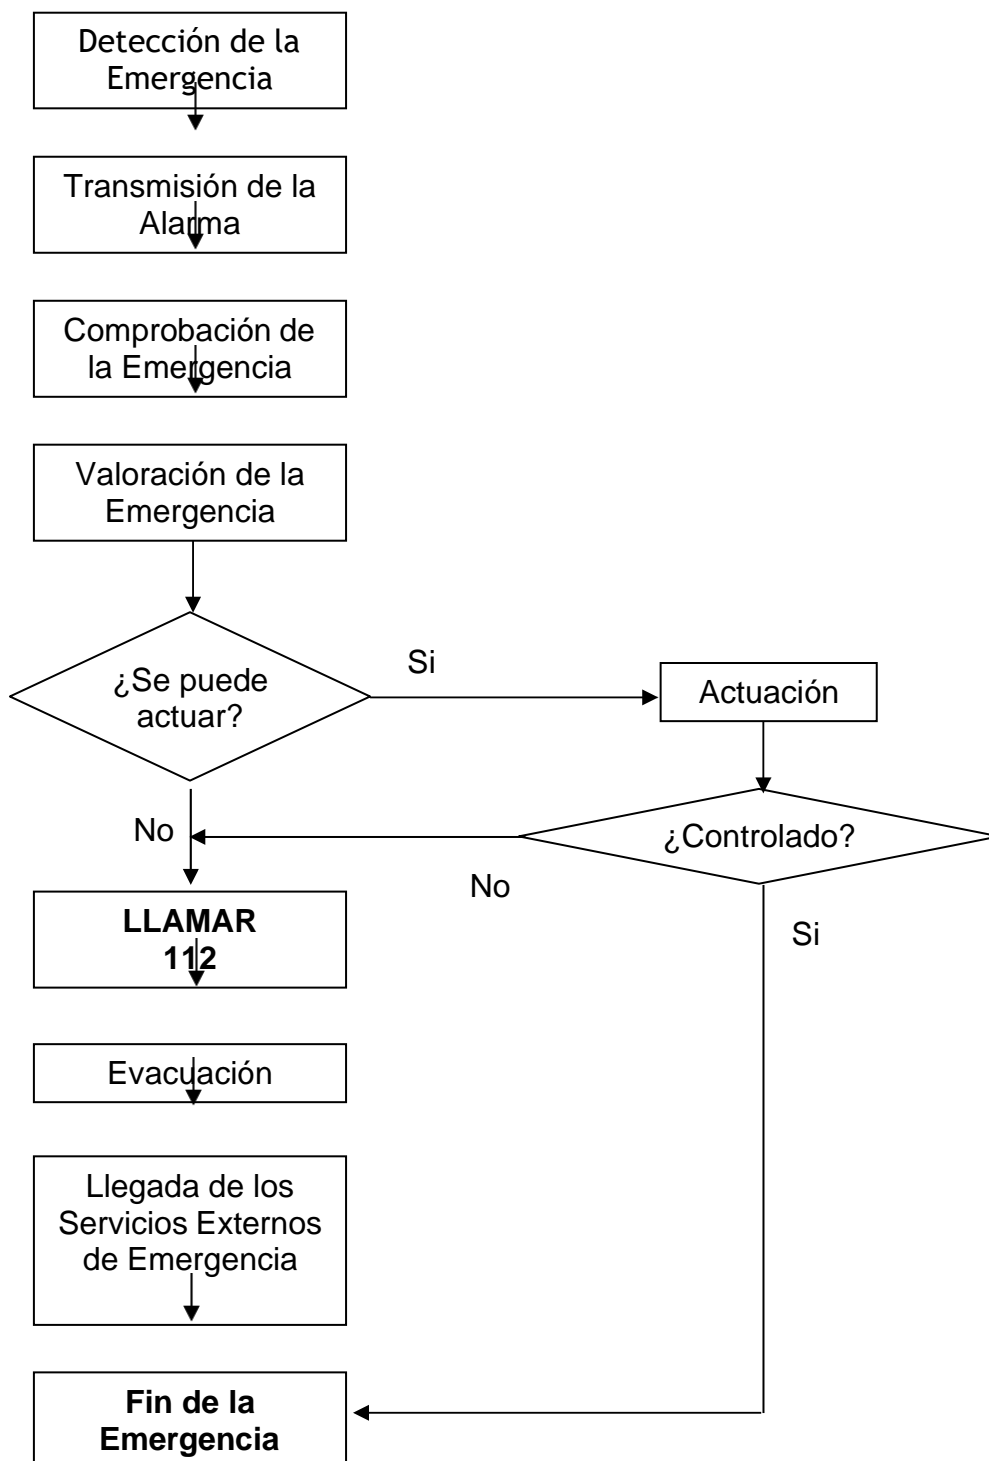 Detección de la
Emergencia
Transmisión de la
Alarma
Comprobación de
la Emergencia
Valoración de la
Emergencia
¿Se puede
actuar?
Si
Actuación
No
¿Controlado?
No
LLAMAR
112
Si
Evacuación
Llegada de los
Servicios Externos
de Emergencia
Fin de la
Emergencia